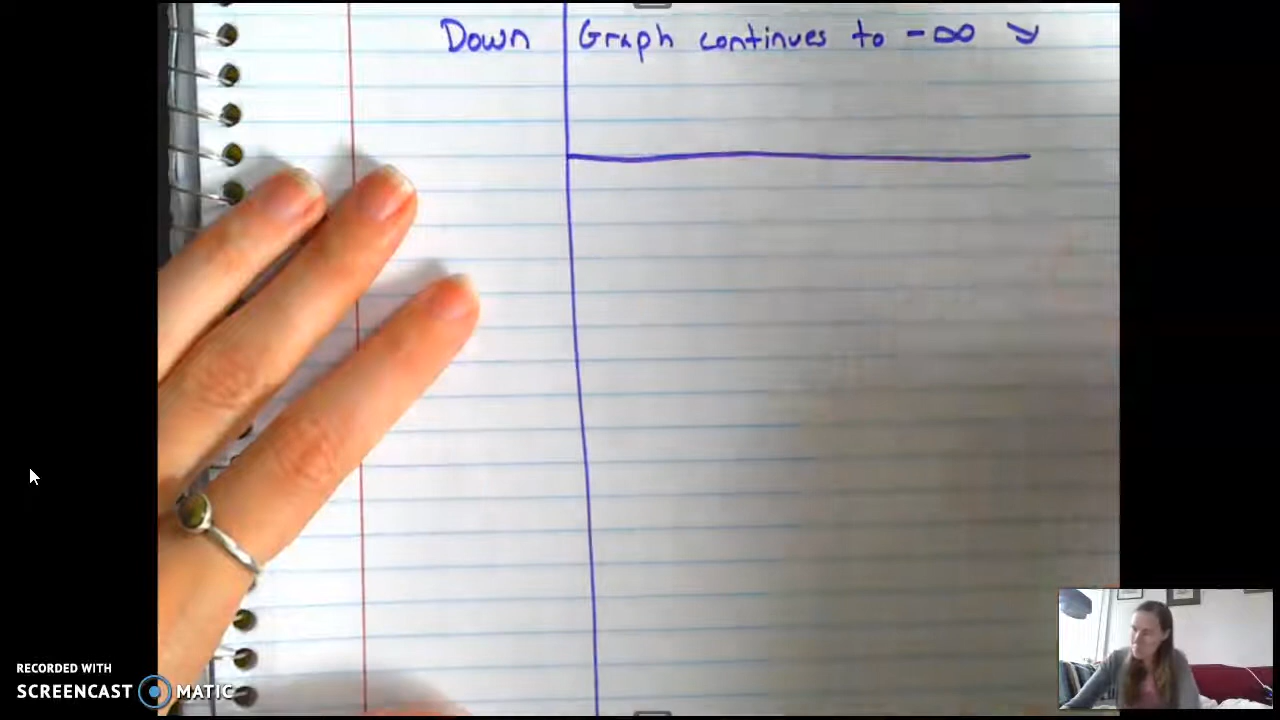 Down Graph continues to -∞ ↘
RECORDED WITH
SCREENCAST MATIC